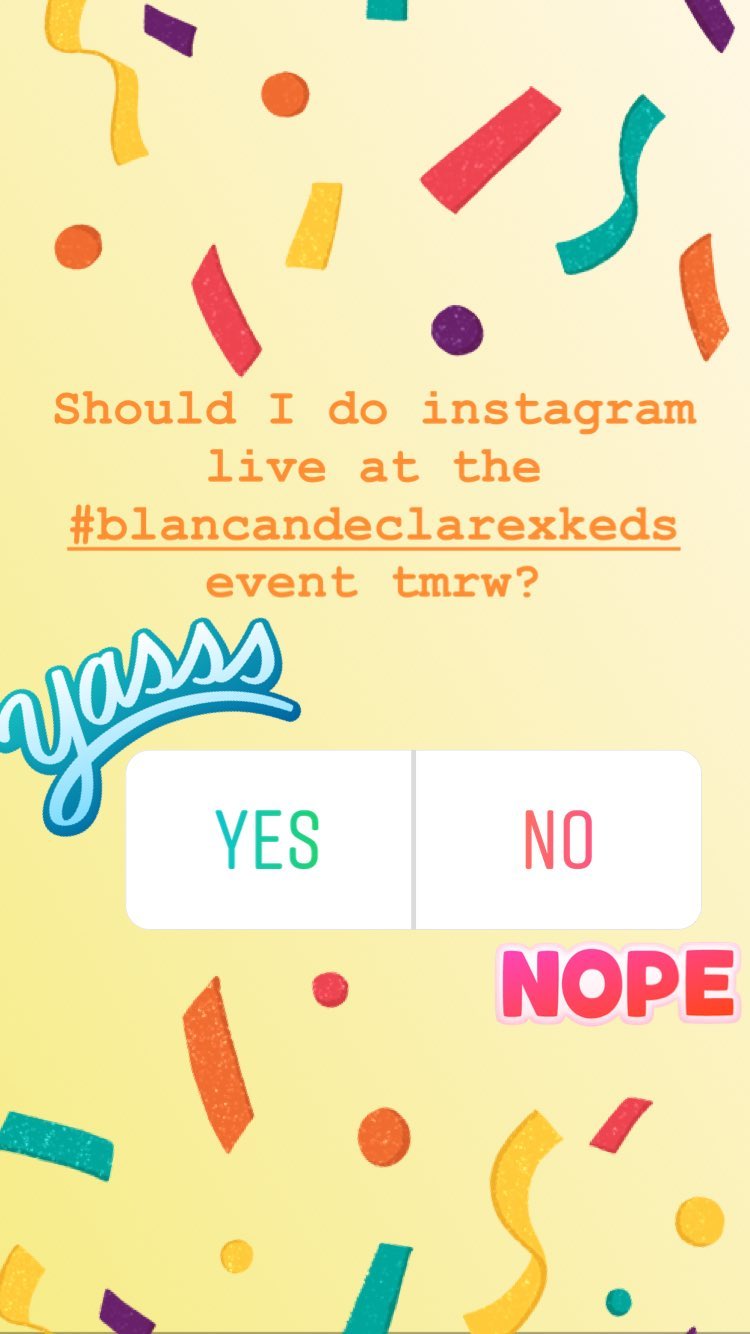 Should I do instagram
live at the
#blancandeclarexkeds
event tmrw?
yasss
YES NO
NOPE